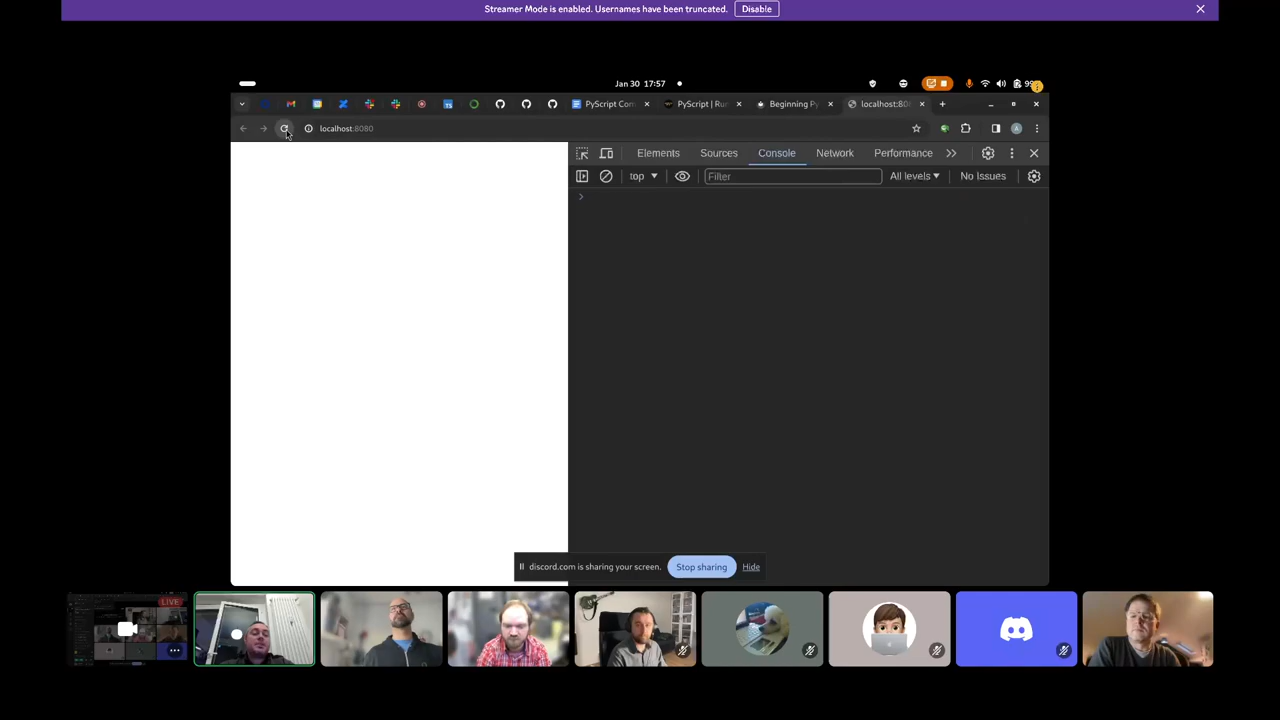 Streamer Mode is enabled. Usernames have been truncated. Disable
Jan 30 17:57
PyScript Com
PyScript | Ru
Beginning Py
localhost:808
localhost:8080
Elements Sources Console Network Performance
top Filter All levels No Issues
discord.com is sharing your screen. Stop sharing Hide
LIVE